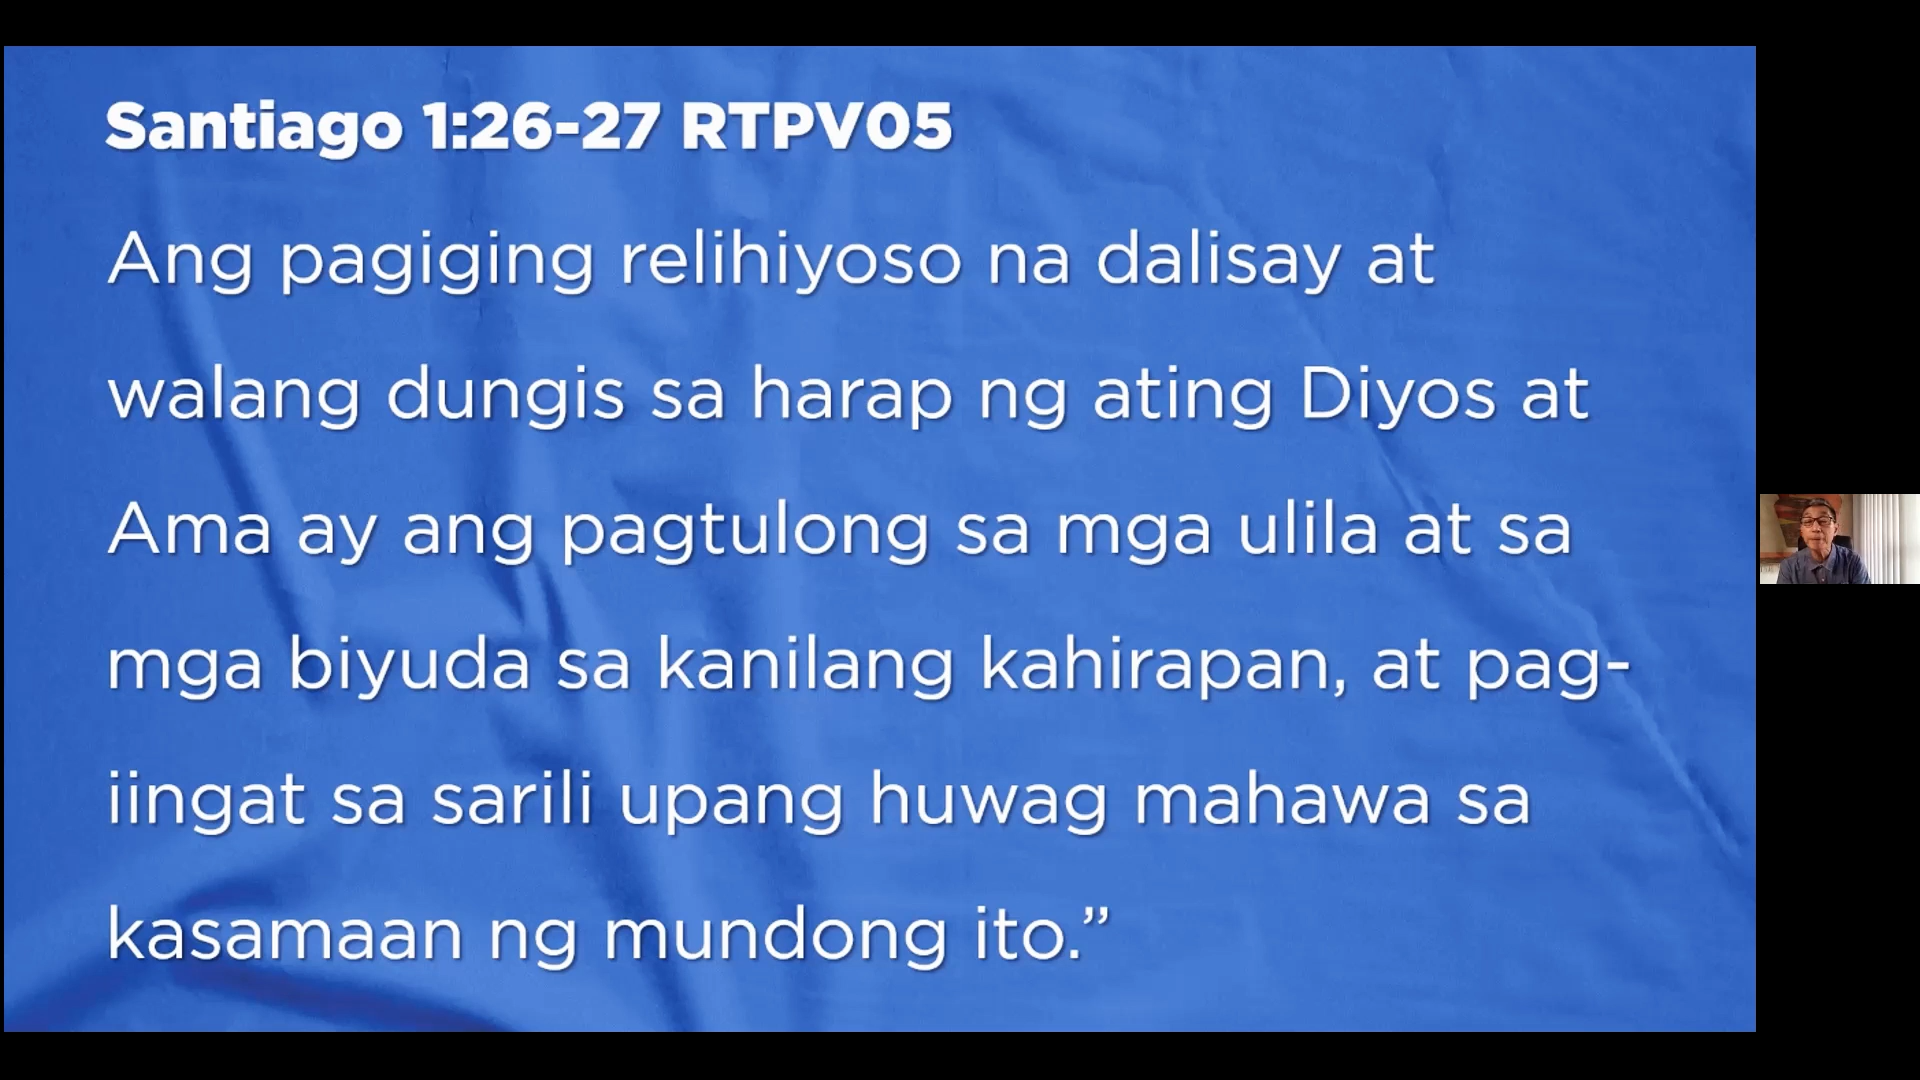 Santiago 1:26-27 RTPV05
Ang pagiging relihiyoso na dalisay at
walang dungis sa harap ng ating Diyos at
Ama ay ang pagtulong sa mga ulila at sa
mga biyuda sa kanilang kahirapan, at pag-
iingat sa sarili upang huwag mahawa sa
kasamaan ng mundong ito.”